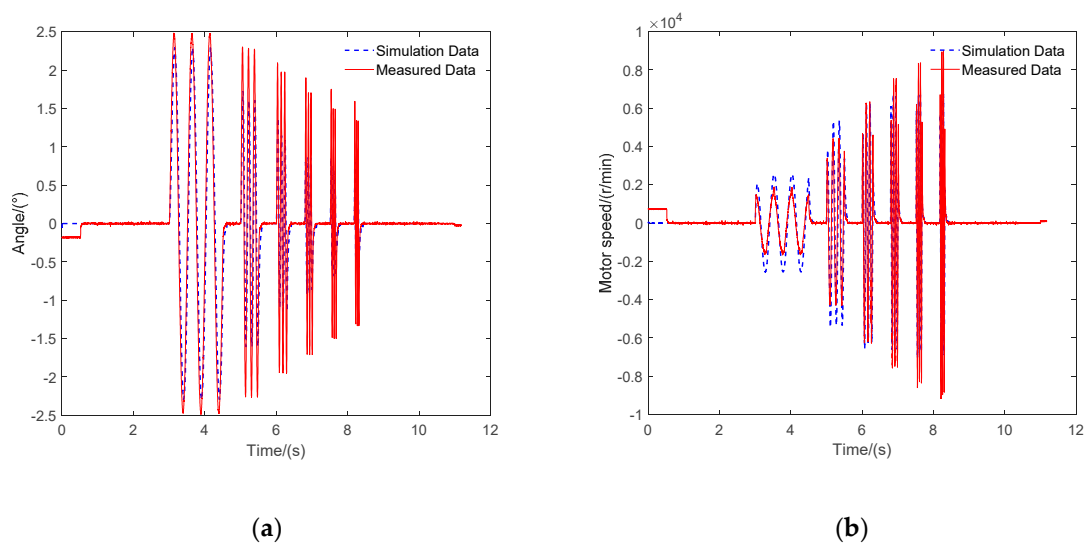 2.5
2
1.5
1
0.5
0
-0.5
-1
-1.5
-2
-2.5
Angle/(°)
0 2 4 6 8 10 12
Time/(s)
Simulation Data
Measured Data
(a)
×10⁴
1
0.8
0.6
0.4
0.2
0
-0.2
-0.4
-0.6
-0.8
-1
Motor speed/(r/min)
0 2 4 6 8 10 12
Time/(s)
Simulation Data
Measured Data
(b)